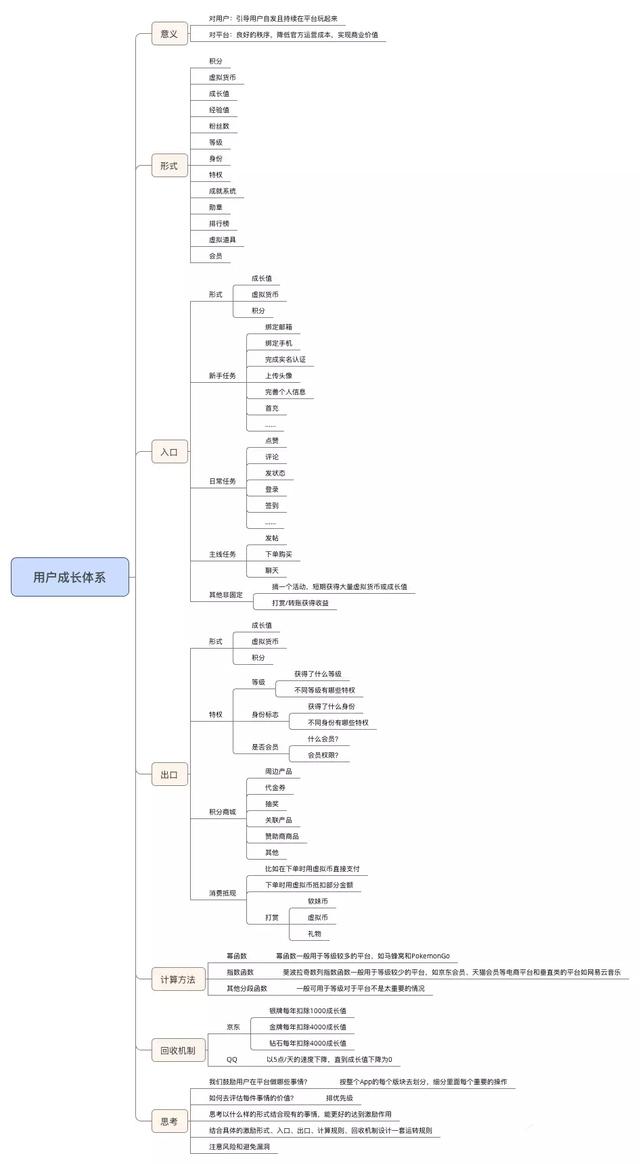 用户成长体系
意义
对用户：引导用户自发且持续在平台玩起来
对平台：良好的秩序，降低官方运营成本，实现商业价值
形式
积分
虚拟货币
成长值
经验值
粉丝数
等级
身份
特权
成就系统
勋章
排行榜
虚拟道具
会员
入口
形式
成长值
虚拟货币
积分
新手任务
绑定邮箱
绑定手机
完成实名认证
上传头像
完善个人信息
首充
......
日常任务
点赞
评论
发状态
登录
签到
......
主线任务
发帖
下单购买
聊天
其他非固定
搞一个活动，短期获得大量虚拟货币或成长值
打赏/转账获得收益
出口
形式
成长值
虚拟货币
积分
特权
等级
获得了什么等级
不同等级有哪些特权
身份标志
获得了什么身份
不同身份有哪些特权
是否会员
什么会员？
会员权限？
积分商城
周边产品
代金券
抽奖
关联产品
赞助商商品
其他
消费抵现
比如在下单时用虚拟币直接支付
下单时用虚拟币抵扣部分金额
打赏
软妹币
虚拟币
礼物
计算方法
幂函数
幂函数一般用于等级较多的平台，如马蜂窝和PokemonGo
指数函数
斐波拉奇数列指数函数一般用于等级较少的平台，如京东会员、天猫会员等电商平台和垂直类的平台如网易云音乐
其他分段函数
一般可用于等级对于平台不是太重要的情况
回收机制
京东
银牌每年扣除1000成长值
金牌每年扣除4000成长值
钻石每年扣除4000成长值
QQ
以5点/天的速度下降，直到成长值下降为0
思考
我们鼓励用户在平台做哪些事情？
按整个App的每个版块去划分，细分里面每个重要的操作
如何去评估每件事情的价值？
排优先级
思考以什么样的形式结合现有的事情，能更好的达到激励作用
结合具体的激励形式、入口、出口、计算规则、回收机制设计一套运转规则
注意风险和避免漏洞